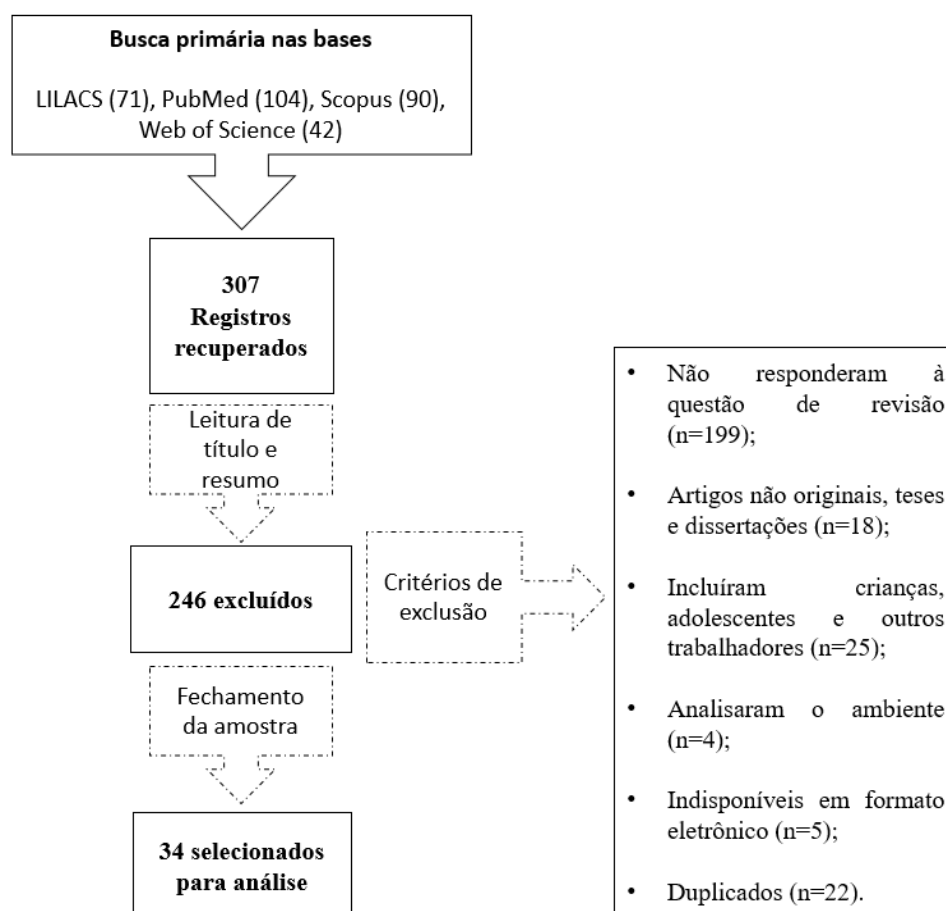 Busca primária nas bases
LILACS (71), PubMed (104), Scopus (90),
Web of Science (42)
307
Registros
recuperados
Leitura de
título e
resumo
246 excluídos
Critérios de
exclusão
• Não responderam à
questão de revisão
(n=199);
• Artigos não originais, teses
e dissertações (n=18);
• Incluíram crianças,
adolescentes e outros
trabalhadores (n=25);
• Analisaram o ambiente
(n=4);
• Indisponíveis em formato
eletrônico (n=5);
• Duplicados (n=22).
Fechamento
da amostra
34 selecionados
para análise